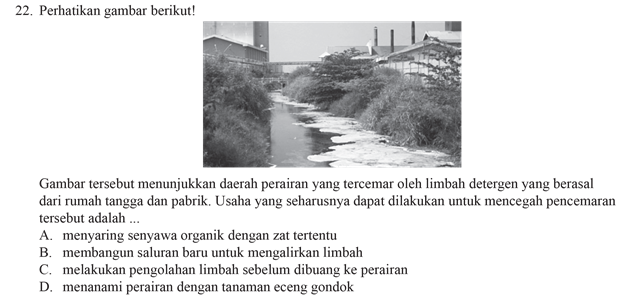 22. Perhatikan gambar berikut!
Gambar tersebut menunjukkan daerah perairan yang tercemar oleh limbah detergen yang berasal
dari rumah tangga dan pabrik. Usaha yang seharusnya dapat dilakukan untuk mencegah pencemaran
tersebut adalah ...
A. menyaring senyawa organik dengan zat tertentu
B. membangun saluran baru untuk mengalirkan limbah
C. melakukan pengolahan limbah sebelum dibuang ke perairan
D. menanami perairan dengan tanaman eceng gondok